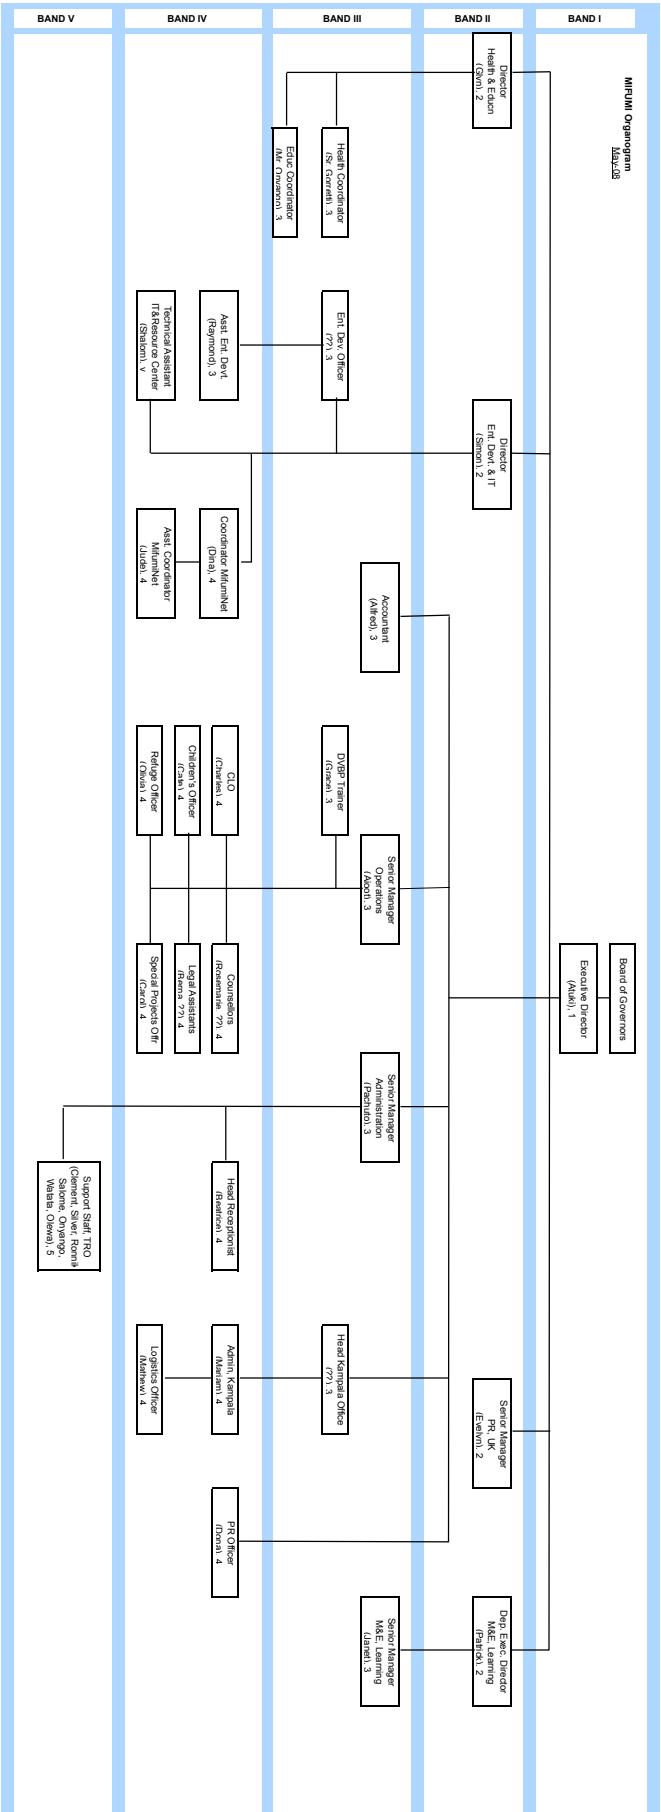 BAND V
BAND IV
BAND III
BAND II
BAND I
MIFUMI Organogram
May-08
Director
Health & Educn
(Glyn), 2
Health Coordinator
(Sr. Gorretti), 3
Educ Coordinator
(Mr. Onyango), 3
Ent. Dev. Officer
(??), 3
Asst. Ent. Devt.
(Raymond), 3
Technical Assistant
IT&Resource Center
(Shalom), v
Director
Ent. Devt. & IT
(Simon), 2
Coordinator MifumiNet
(Dina), 4
Asst. Coordinator
MifumiNet
(Jude), 4
Accountant
(Alfred), 3
DVBP Trainer
(Grace), 3
CLO
(Charles), 4
Children's Officer
(Cate), 4
Refuge Officer
(Olivia), 4
Senior Manager
Operations
(Aloot), 3
Board of Governors
Executive Director
(Atuki), 1
Counsellors
(Rosemarie, ??), 4
Legal Assistants
(Berna, ??), 4
Special Projects Offr
(Carol), 4
Senior Manager
Administration
(Pachuto), 3
Head Receptionist
(Beatrice), 4
Support Staff, TRO
(Clement, Silver, Ronni
Salome, Onyango,
Watata, Olewa), 5
Head Kampala Office
(??), 3
Admin, Kampala
(Mariam), 4
Logistics Officer
(Mathew), 4
Senior Manager
PR, UK
(Evelyn), 2
PR Officer
(Dona), 4
Dep. Exec. Director
M&E, Learning
(Patrick), 2
Senior Manager
M&E, Learning
(Janet), 3